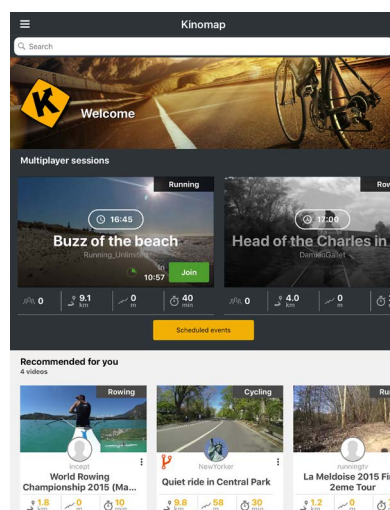 Kinomap
Search
Welcome
Multiplayer sessions
Running
16:45
Buzz of the beach
Running_Unlimited
in
10:57
Join
0
9.1
km
0
m
40
min
17:00
Head of the Charles in
DamienGallet
0
4.0
km
0
m
Scheduled events
Recommended for you
4 videos
Rowing
incept
World Rowing
Championship 2015 (Ma...
1.8
km
0
m
10
min
Cycling
NewYorker
Quiet ride in Central Park
9.8
km
58
m
30
min
runningtv
La Meldoise 2015
2eme Tour
1.2
km
0
m